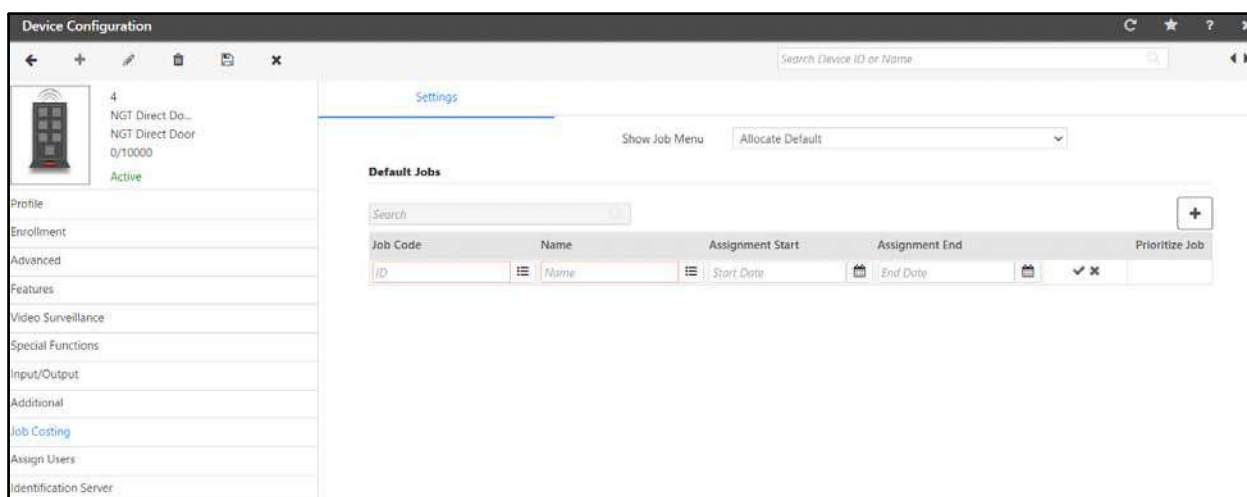 Device Configuration
?
Search Device ID or Name
4
NGT Direct Do...
NGT Direct Door
0/10000
Active
Profile
Enrollment
Advanced
Features
Video Surveillance
Special Functions
Input/Output
Additional
Job Costing
Assign Users
Identification Server
Settings
Show Job Menu Allocate Default
Default Jobs
Search
Job Code Name Assignment Start Assignment End Prioritize Job
ID Name Start Date End Date